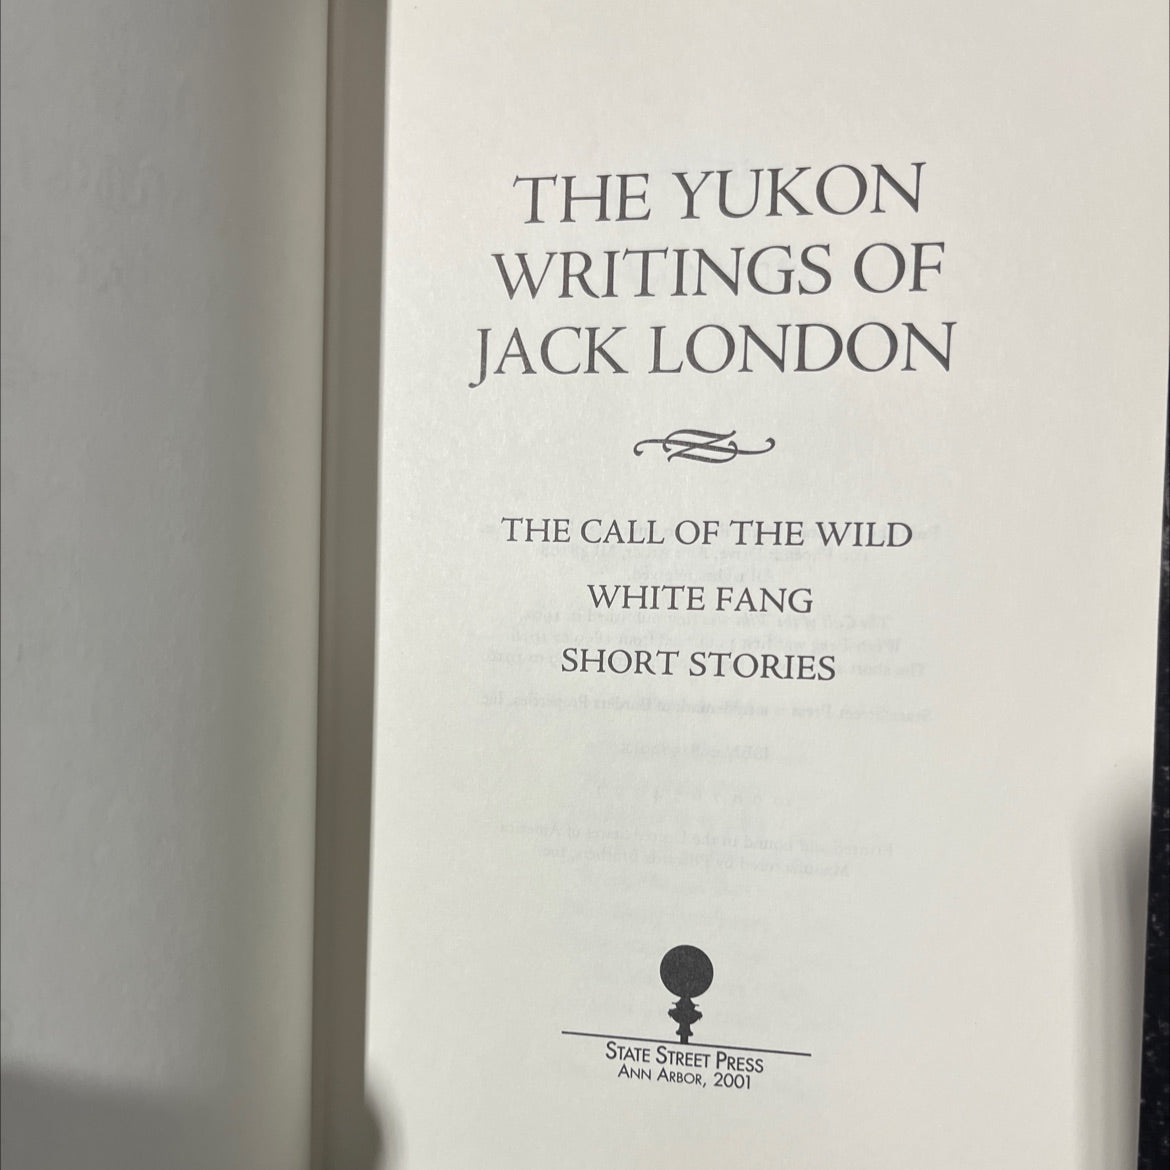 THE YUKON
WRITINGS OF
JACK LONDON
THE CALL OF THE WILD
WHITE FANG
SHORT STORIES
STATE STREET PRESS
ANN ARBOR, 2001